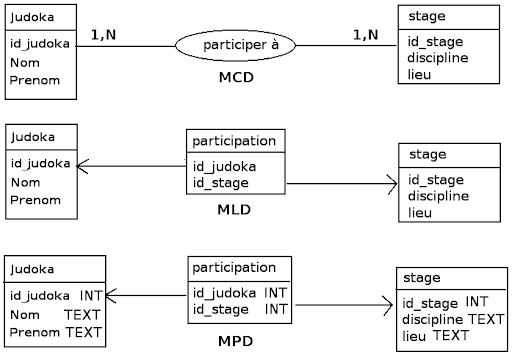 Judoka
id_judoka
Nom
Prenom
1,N
participer à
1,N
stage
id_stage
discipline
lieu
MCD
Judoka
id_judoka
Nom
Prenom
participation
id_judoka
id_stage
stage
id_stage
discipline
lieu
MLD
Judoka
id_judoka INT
Nom TEXT
Prenom TEXT
participation
id_judoka INT
id_stage INT
stage
id_stage INT
discipline TEXT
lieu TEXT
MPD